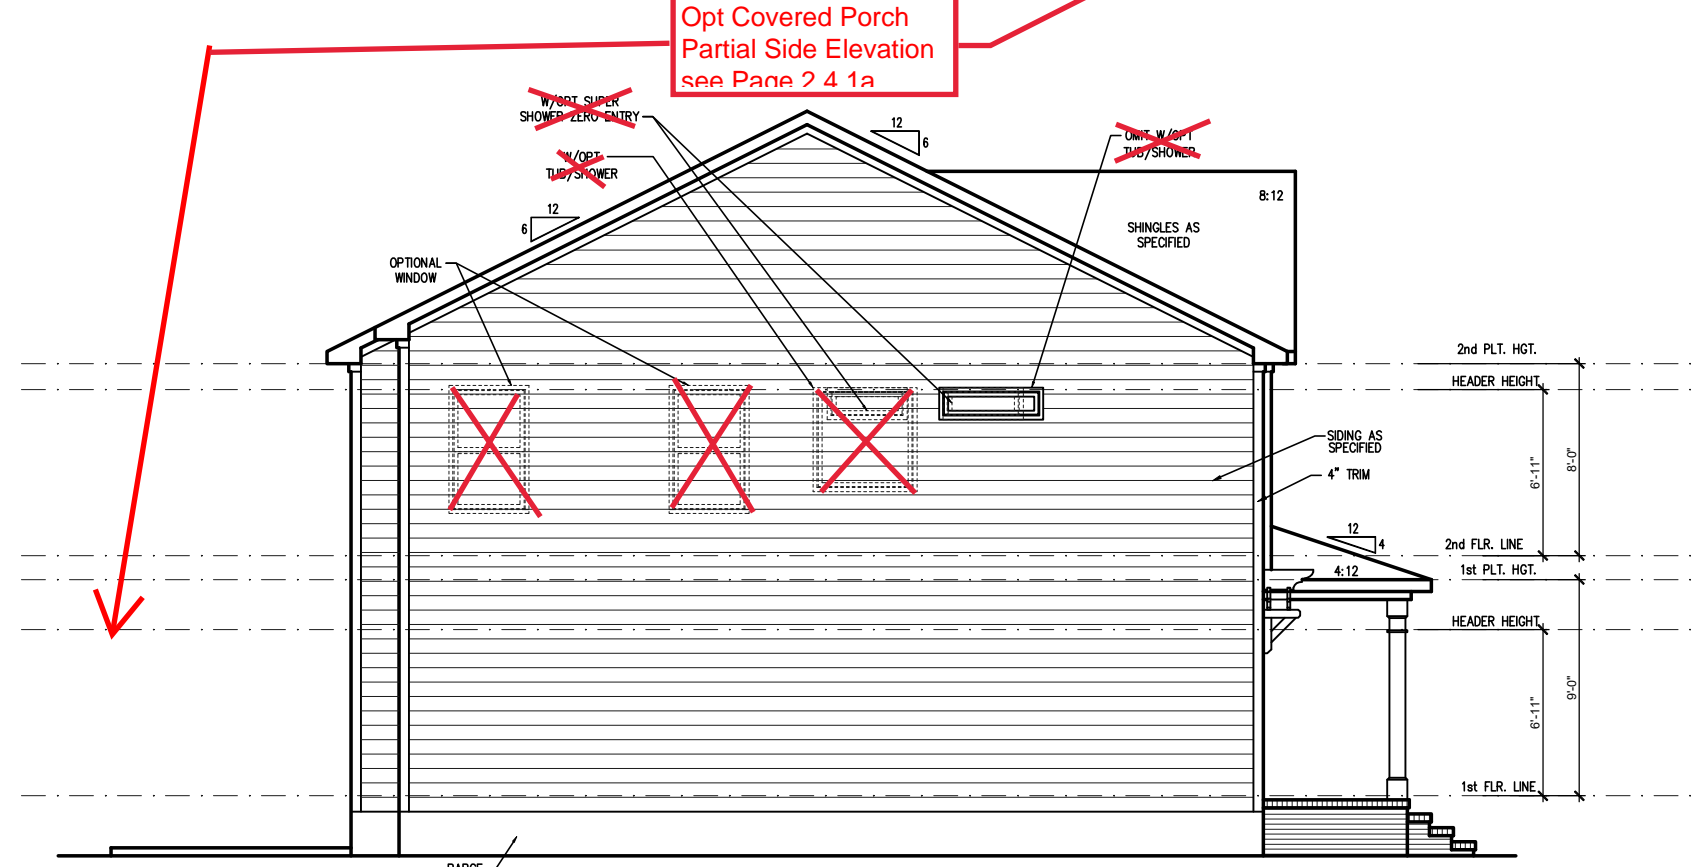 Opt Covered Porch
Partial Side Elevation
see Page 2.4.1a
W/OPT SUPER
SHOWER ZERO ENTRY
W/OPT
TUB/SHOWER
12
6
OMIT W/OPT
TUB/SHOWER
8:12
12
6
SHINGLES AS
SPECIFIED
OPTIONAL
WINDOW
2nd PLT. HGT.
HEADER HEIGHT
SIDING AS
SPECIFIED
4" TRIM
6'-11"
8'-0"
12
4
2nd FLR. LINE
4:12
1st PLT. HGT.
HEADER HEIGHT
6'-11"
9'-0"
1st FLR. LINE
PARGE